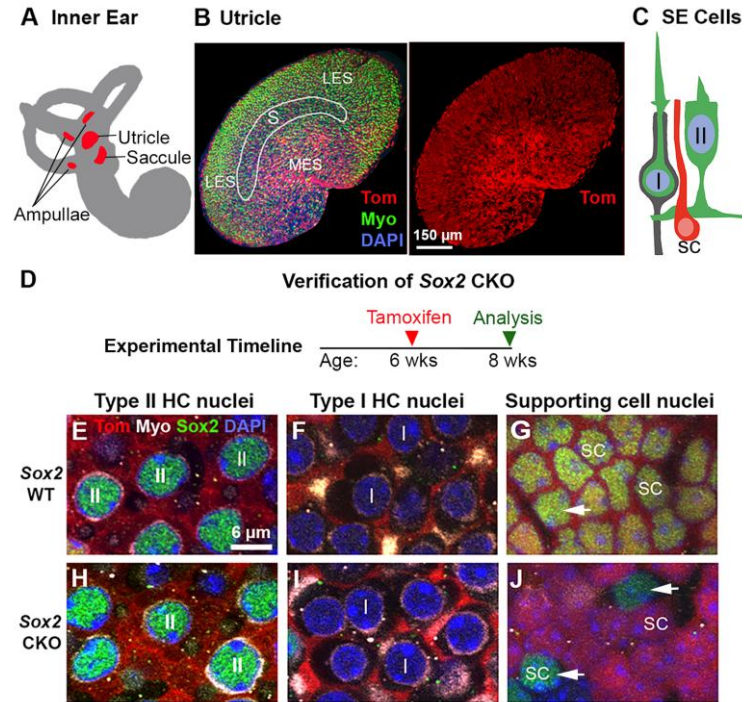 A Inner Ear
Utricle
Saccule
Ampullae
B Utricle
LES
S
MES
LES
Tom
Myo
DAPI
Tom
150 µm
C SE Cells
I
II
SC
D Verification of Sox2 CKO
Tamoxifen Analysis
Experimental Timeline
Age: 6 wks 8 wks
Type II HC nuclei Type I HC nuclei Supporting cell nuclei
Sox2 WT
E Tom Myo Sox2 DAPI
II
II
II
6 µm
F
I
I
G
SC
SC
Sox2 CKO
H
II
II
I
I
I
J
SC
SC